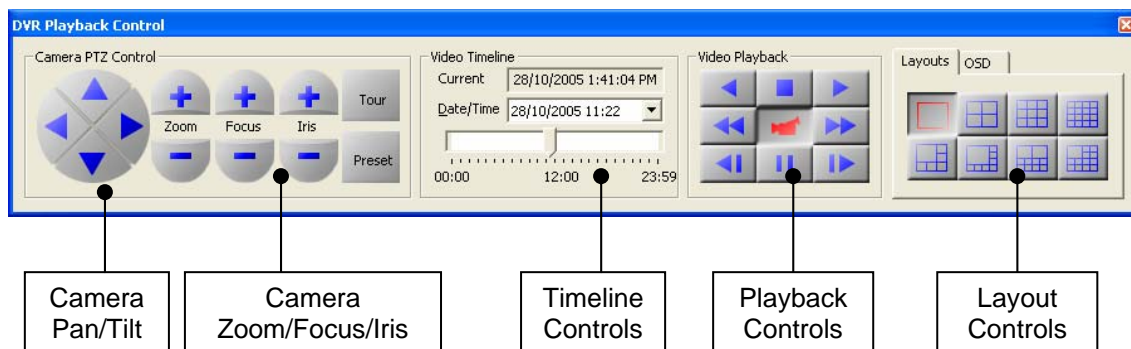 DVR Playback Control
Camera PTZ Control
Zoom
Focus
Iris
Tour
Preset
Video Timeline
Current 28/10/2005 1:41:04 PM
Date/Time 28/10/2005 11:22
00:00 12:00 23:59
Video Playback
Layouts OSD
Camera
Pan/Tilt
Camera
Zoom/Focus/Iris
Timeline
Controls
Playback
Controls
Layout
Controls